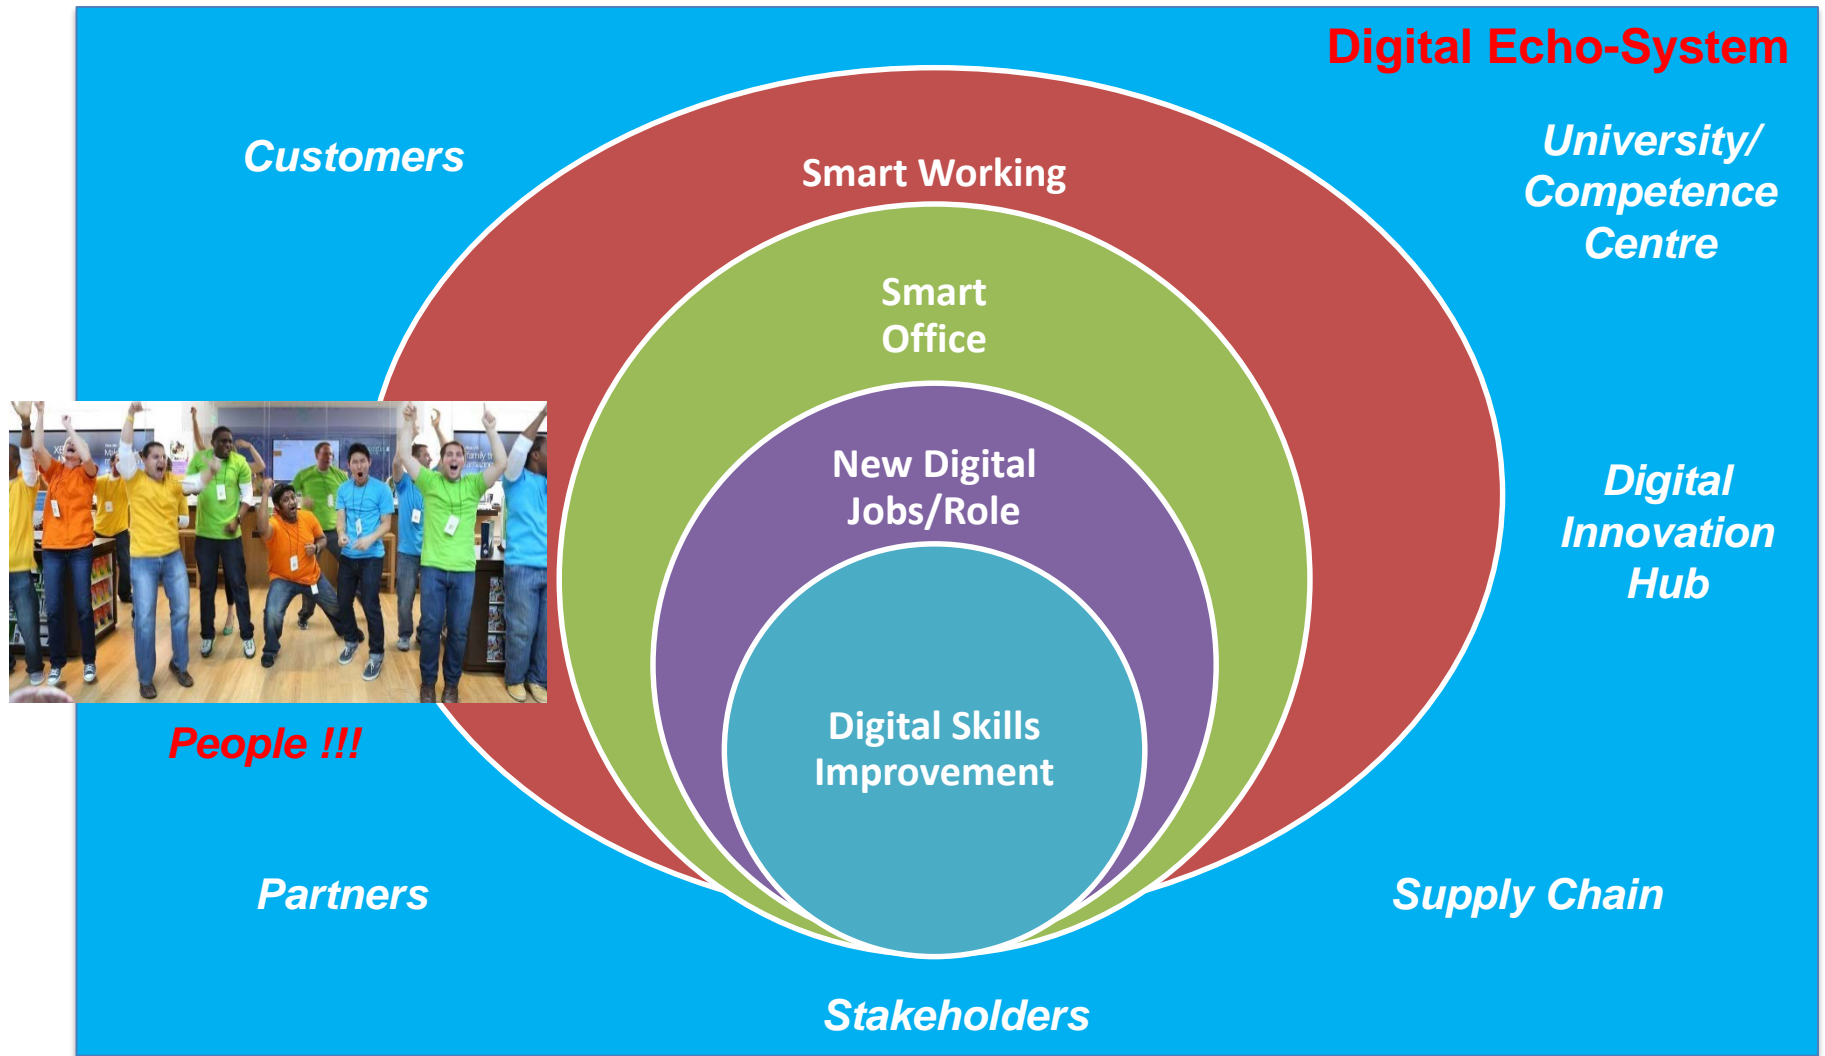 Digital Echo-System
Customers
University/
Competence
Centre
Smart Working
Smart
Office
New Digital
Jobs/Role
Digital
Innovation
Hub
People !!!
Digital Skills
Improvement
Partners
Supply Chain
Stakeholders